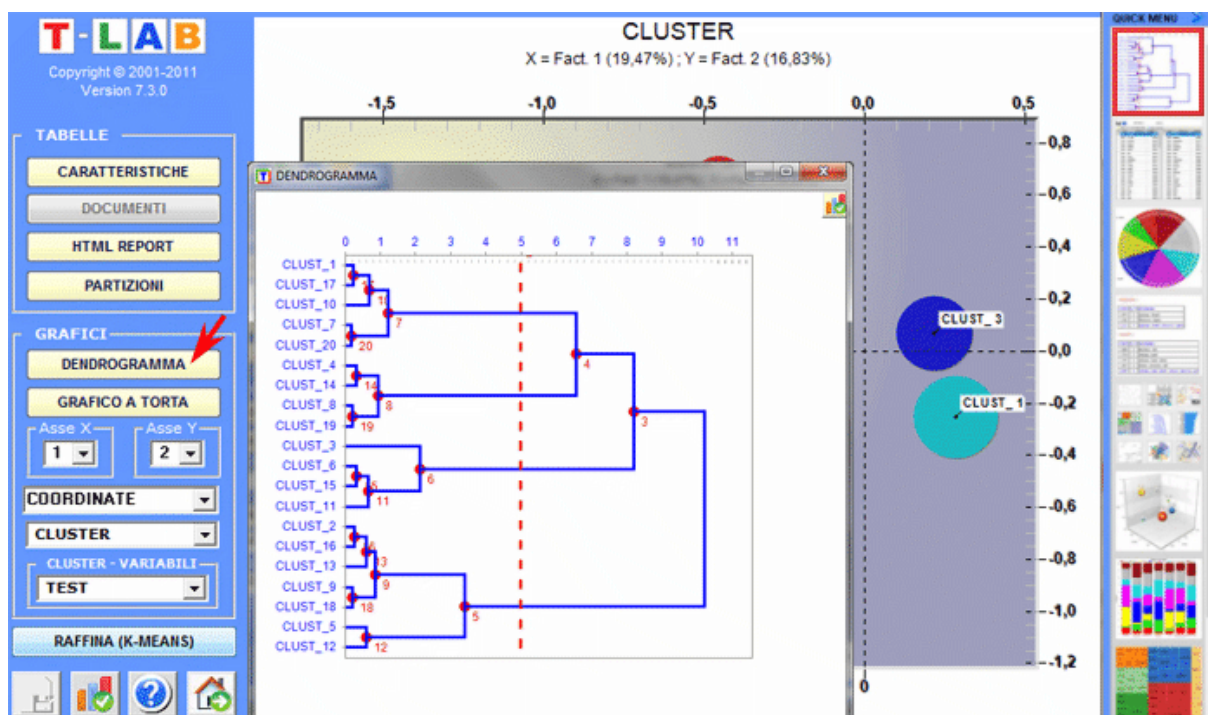 T-LAB
Copyright © 2001-2011
Version 7.3.0
TABELLE
CARATTERISTICHE
DOCUMENTI
HTML REPORT
PARTIZIONI
GRAFICI
DENDROGRAMMA
GRAFICO A TORTA
Asse X
Asse Y
1
2
COORDINATE
CLUSTER
CLUSTER - VARIABILI
TEST
RAFFINA (K-MEANS)
CLUSTER
X = Fact. 1 (19,47%) ; Y = Fact. 2 (16,83%)
-1,5 -1,0 -0,5 0,0 0,5
DENDROGRAMMA
0 1 2 3 4 5 6 7 8 9 10 11
CLUST_1
CLUST_17
CLUST_10
CLUST_7
CLUST_20
CLUST_4
CLUST_14
CLUST_8
CLUST_19
CLUST_3
CLUST_6
CLUST_15
CLUST_11
CLUST_2
CLUST_16
CLUST_13
CLUST_9
CLUST_18
CLUST_5
CLUST_12
7
20
4
14
8
19
3
6
11
9
18
5
12
CLUST_3
CLUST_1
-0,8
-0,6
-0,4
-0,2
-0,0
--0,2
--0,4
--0,6
--0,8
--1,0
--1,2
0
QUICK MENU >